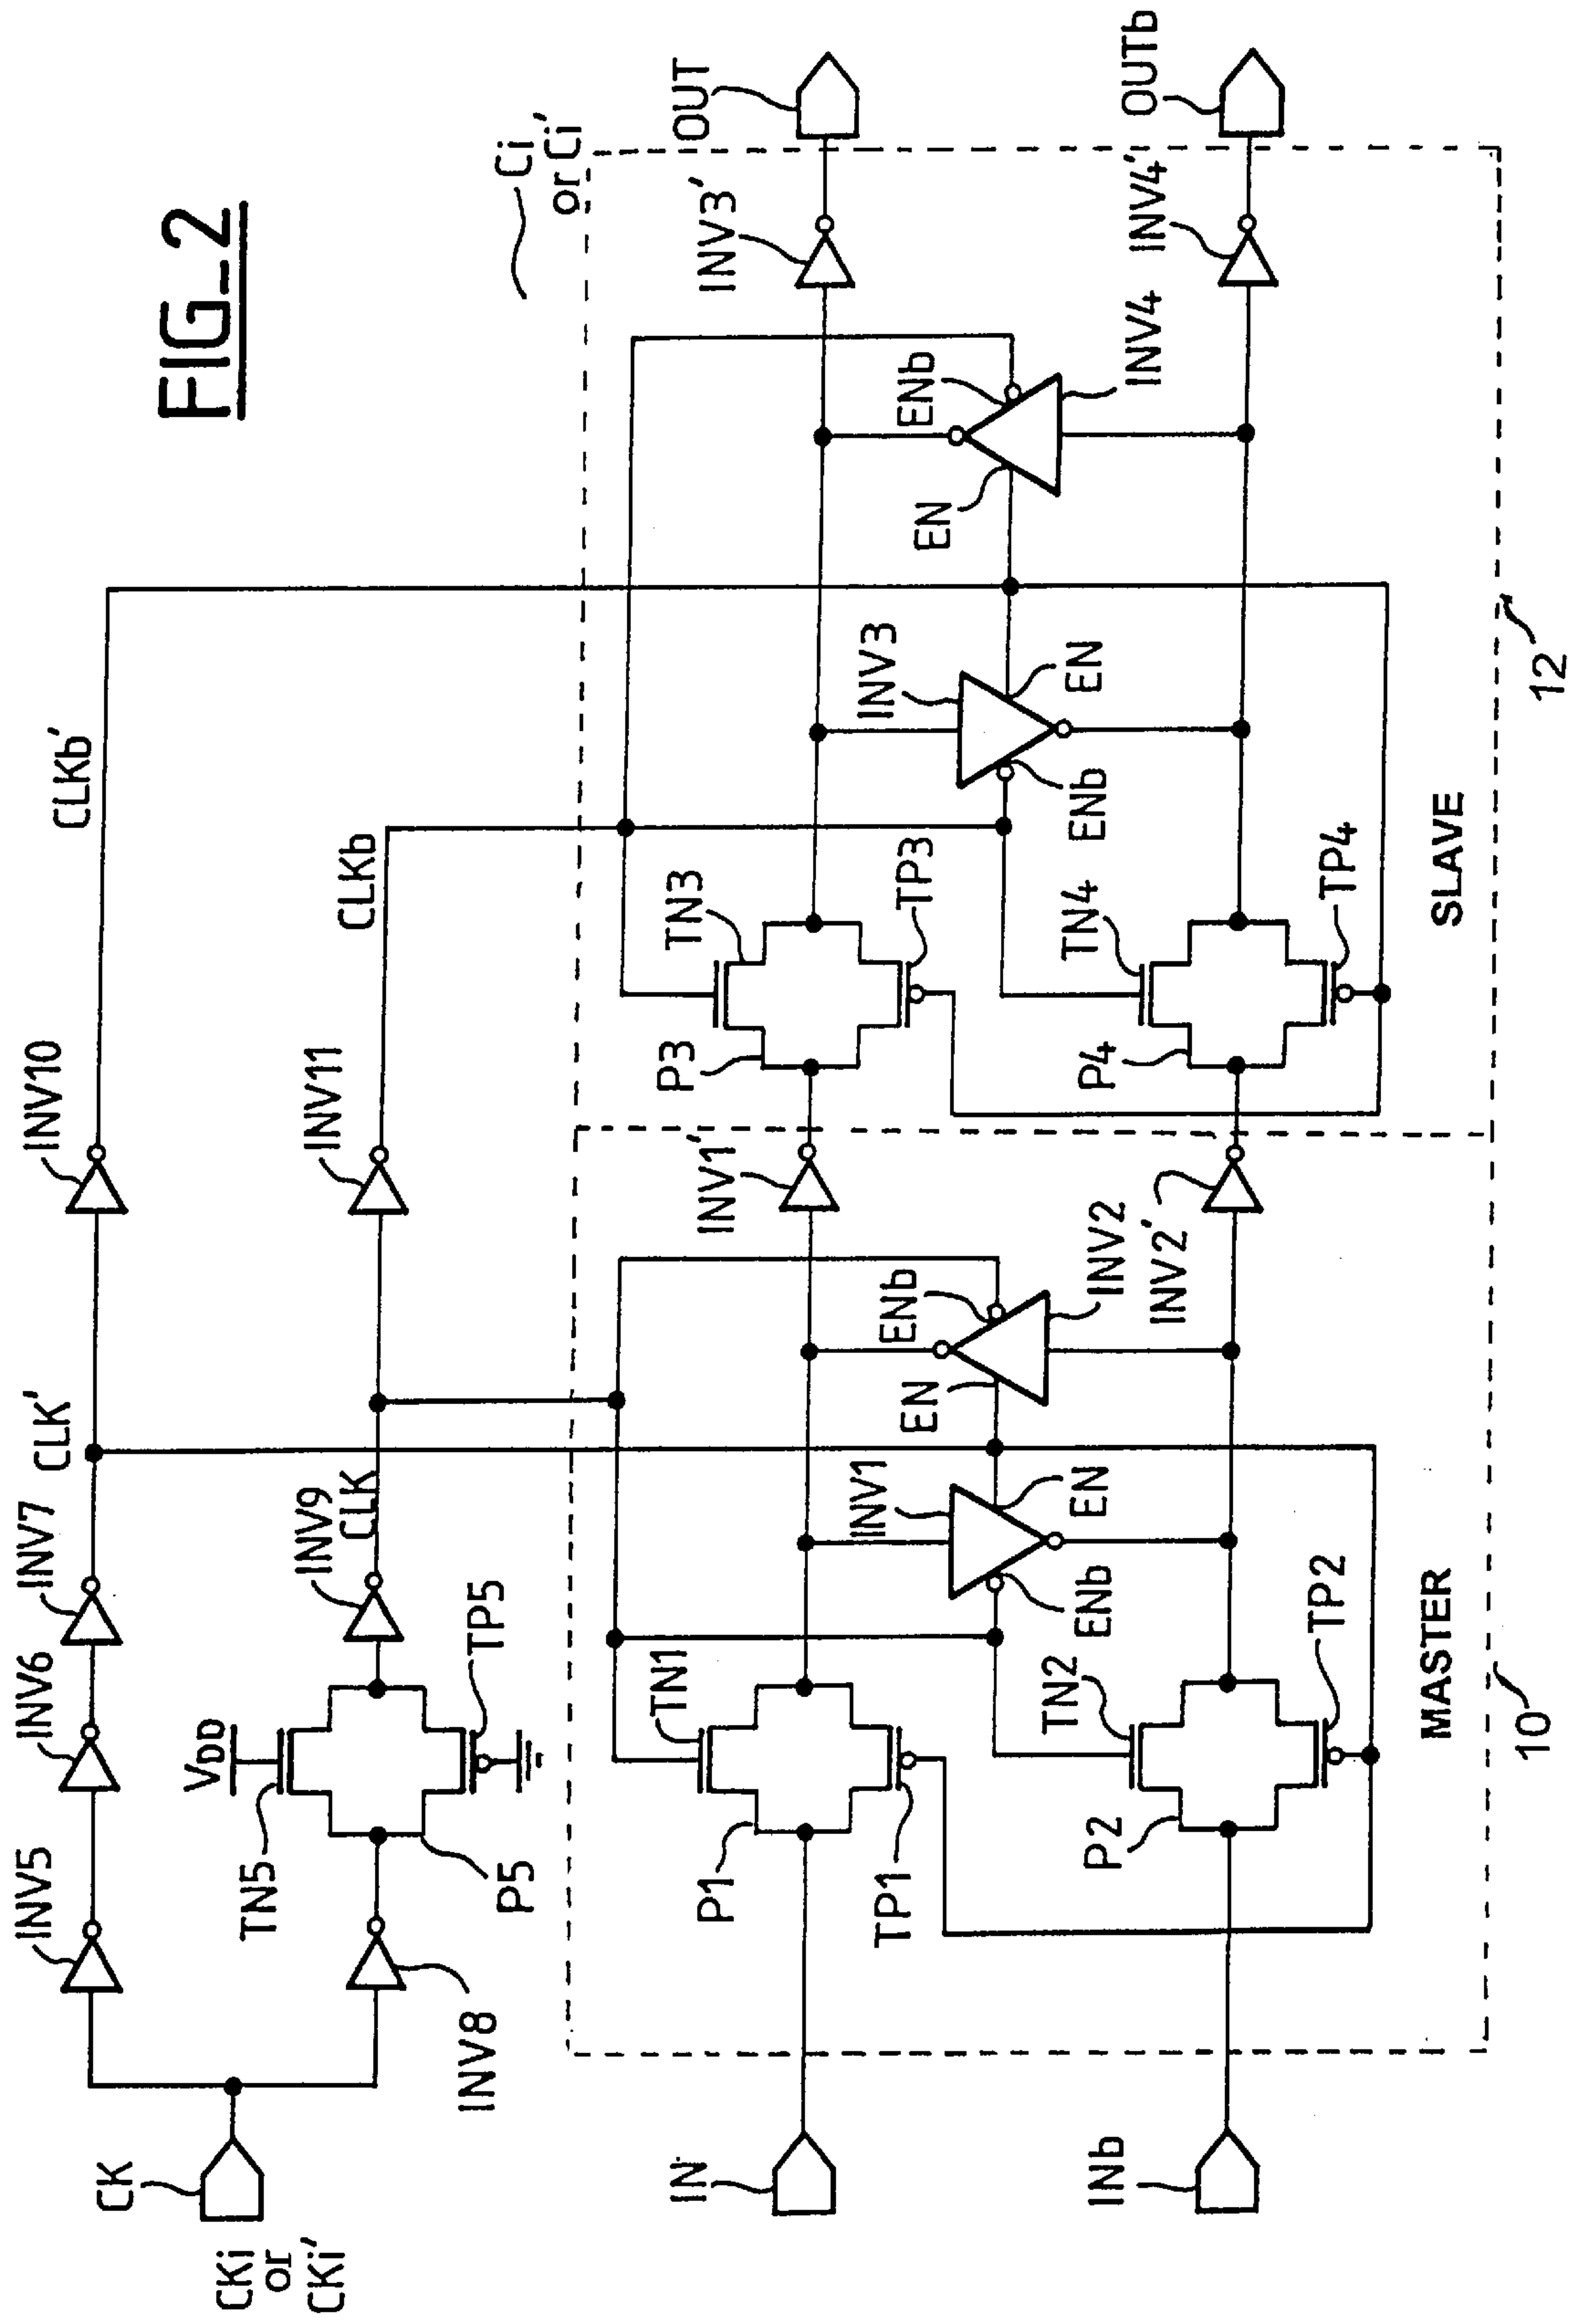 FIG_2
CK
CKi
or
CKi'
INV5
INV6
INV7
CLK'
INV10
CLKb'
VDD
TN5
P5
TP5
INV8
INV9
CLK
INV11
CLKb
Ci
or Ci'
IN
P1
TN1
TP1
INV1
ENb
EN
EN
ENb
INV2
INV1'
P3
TN3
TP3
INV3
ENb
EN
EN
ENb
INV4
INV3'
OUT
INb
P2
TN2
TP2
INV2'
P4
TN4
TP4
INV4'
OUTb
MASTER
SLAVE
10
12